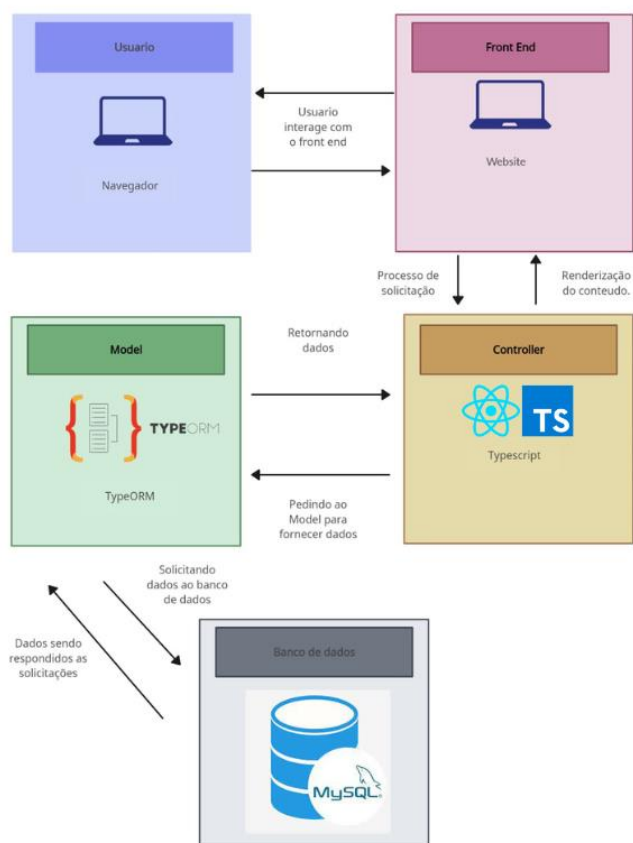 Usuario
Navegador
Usuario
interage com
o front end
Front End
Website
Processo de
solicitação
Renderização
do conteudo.
Model
TYPEORM
TypeORM
Retornando
dados
Controller
TS
Typescript
Pedindo ao
Model para
fornecer dados
Solicitando
dados ao banco
de dados
Dados sendo
respondidos as
solicitações
Banco de dados
MySQL